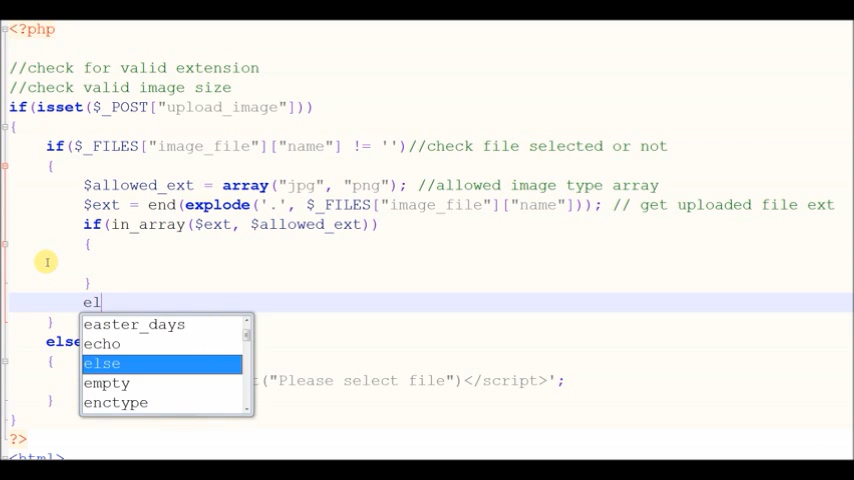 <?php
//check for valid extension
//check valid image size
if(isset($_POST["upload_image"]))
{
if($_FILES["image_file"]["name"] != '')//check file selected or not
{
$allowed_ext = array("jpg", "png"); //allowed image type array
$ext = end(explode('.', $_FILES["image_file"]["name"])); // get uploaded file ext
if(in_array($ext, $allowed_ext))
{
}
el
}
easter_days
echo
else
else
empty
enctype
{
("Please select file")</script>';
}
}
?>
<html>